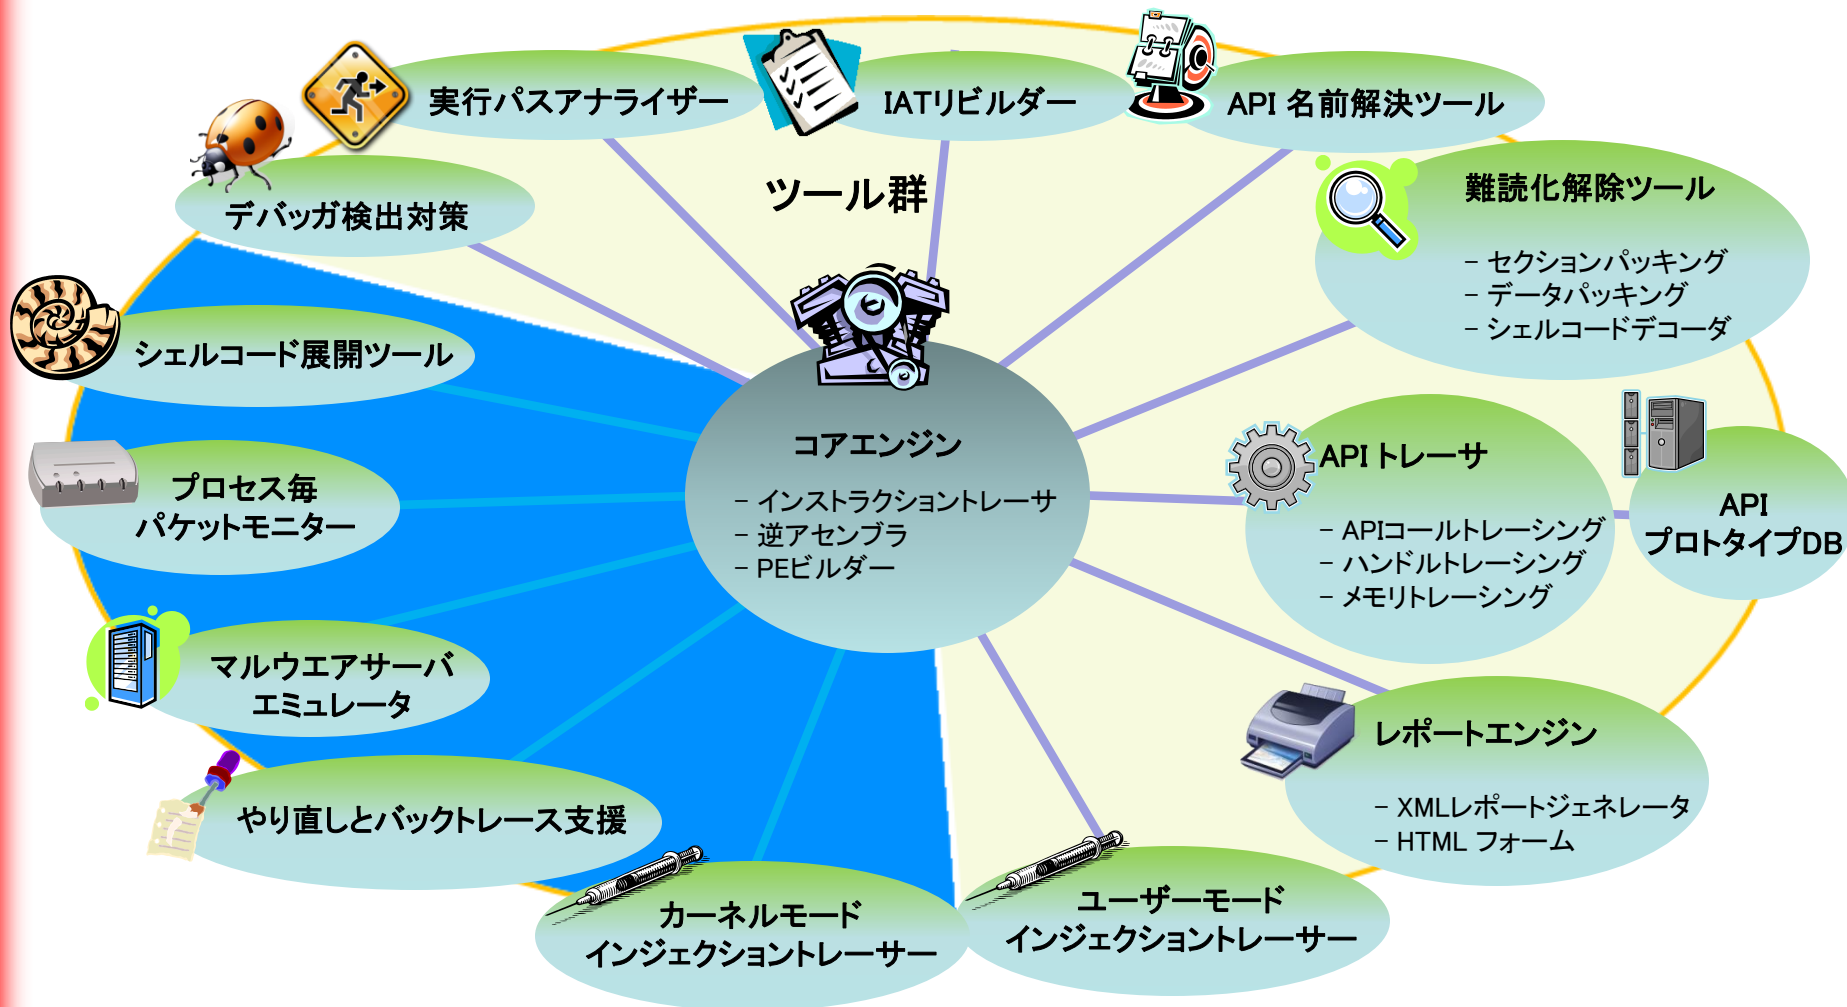 実行パスアナライザー
IATリビルダー
API 名前解決ツール
デバッガ検出対策
ツール群
難読化解除ツール
- セクションパッキング
- データパッキング
- シェルコードデコーダ
シェルコード展開ツール
コアエンジン
- インストラクショントレーサ
- 逆アセンブラ
- PEビルダー
API トレーサ
- APIコールトレーシング
- ハンドルトレーシング
- メモリトレーシング
API
プロトタイプDB
プロセス毎
パケットモニター
マルウエアサーバ
エミュレータ
レポートエンジン
- XMLレポートジェネレータ
- HTML フォーム
やり直しとバックトレース支援
カーネルモード
インジェクショントレーサー
ユーザーモード
インジェクショントレーサー